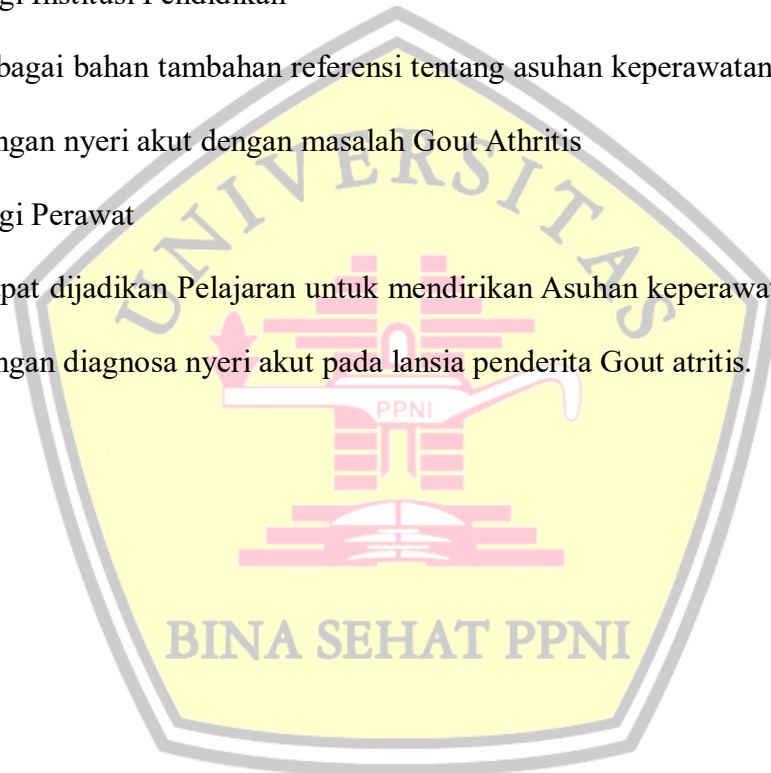 gi Institusi Pendidikan
bagai bahan tambahan referensi tentang asuhan keperawatan
ngan nyeri akut dengan masalah Gout Athritis
gi Perawat
pat dijadikan Pelajaran untuk mendirikan Asuhan keperawat
ngan diagnosa nyeri akut pada lansia penderita Gout atritis.
UNIVERSITAS
PPNI
BINA SEHAT PPNI